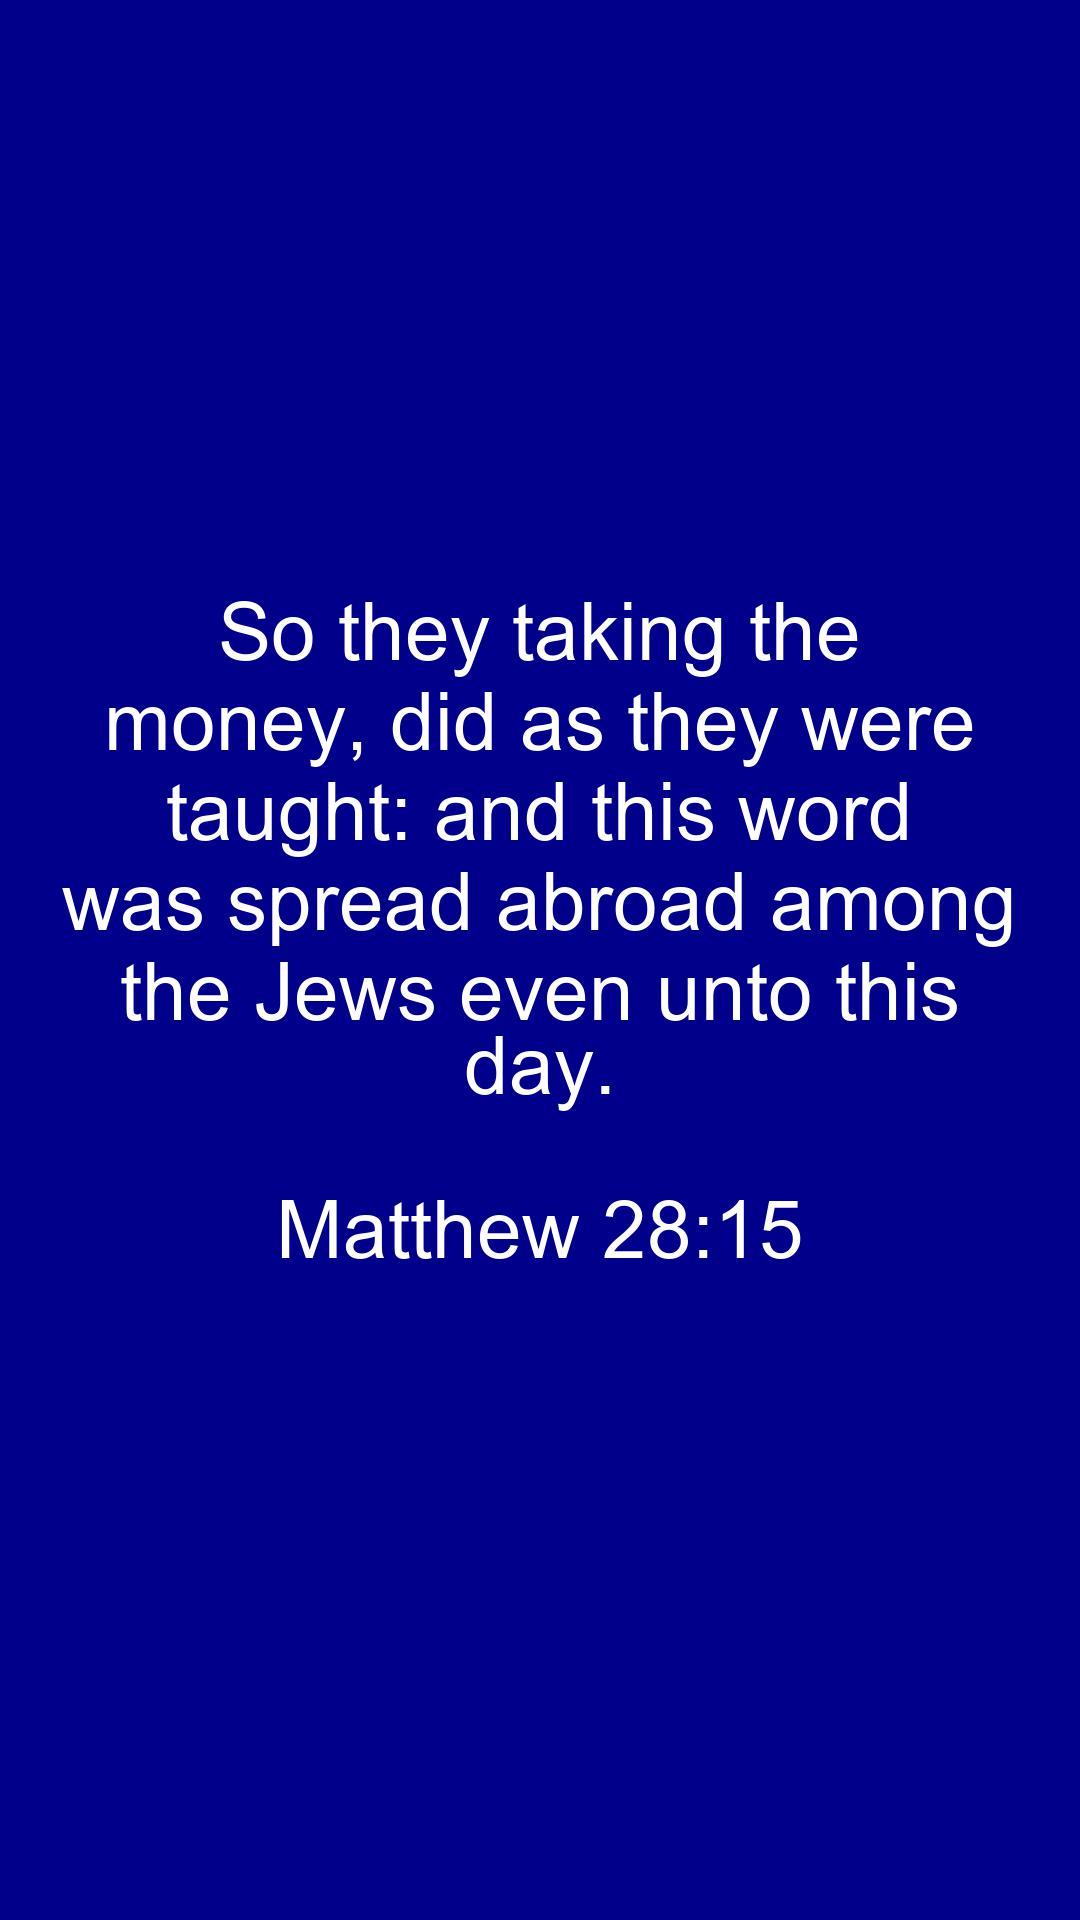 So they taking the
money, did as they were
taught: and this word
was spread abroad among
the Jews even unto this
day.
Matthew 28:15